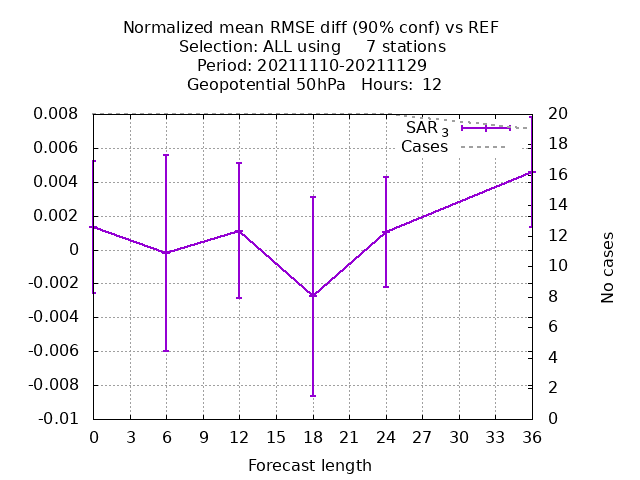 Normalized mean RMSE diff (90% conf) vs REF
Selection: ALL using     7 stations
Period: 20211110-20211129
Geopotential 50hPa   Hours:  12
0.008
0.006
0.004
0.002
0
-0.002
-0.004
-0.006
-0.008
-0.01
SAR 3
Cases
20
18
16
14
12
10
8
6
4
2
0
No cases
0 3 6 9 12 15 18 21 24 27 30 33 36
Forecast length